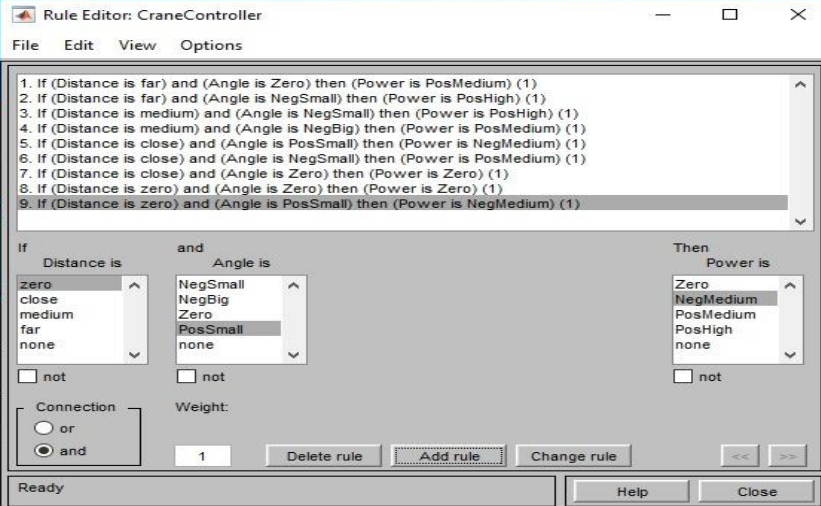 Rule Editor: CraneController
File Edit View Options
1. If (Distance is far) and (Angle is Zero) then (Power is PosMedium) (1)
2. If (Distance is far) and (Angle is NegSmall) then (Power is PosHigh) (1)
3. If (Distance is medium) and (Angle is NegSmall) then (Power is PosHigh) (1)
4. If (Distance is medium) and (Angle is NegBig) then (Power is PosMedium) (1)
5. If (Distance is close) and (Angle is PosSmall) then (Power is NegMedium) (1)
6. If (Distance is close) and (Angle is NegSmall) then (Power is PosMedium) (1)
7. If (Distance is close) and (Angle is Zero) then (Power is Zero) (1)
8. If (Distance is zero) and (Angle is Zero) then (Power is Zero) (1)
9. If (Distance is zero) and (Angle is PosSmall) then (Power is NegMedium) (1)
If
Distance is
zero
close
medium
far
none
not
and
Angle is
NegSmall
NegBig
Zero
PosSmall
none
not
Then
Power is
Zero
NegMedium
PosMedium
PosHigh
none
not
Connection
or
and
Weight:
1
Delete rule
Add rule
Change rule
<<
>>
Ready
Help
Close